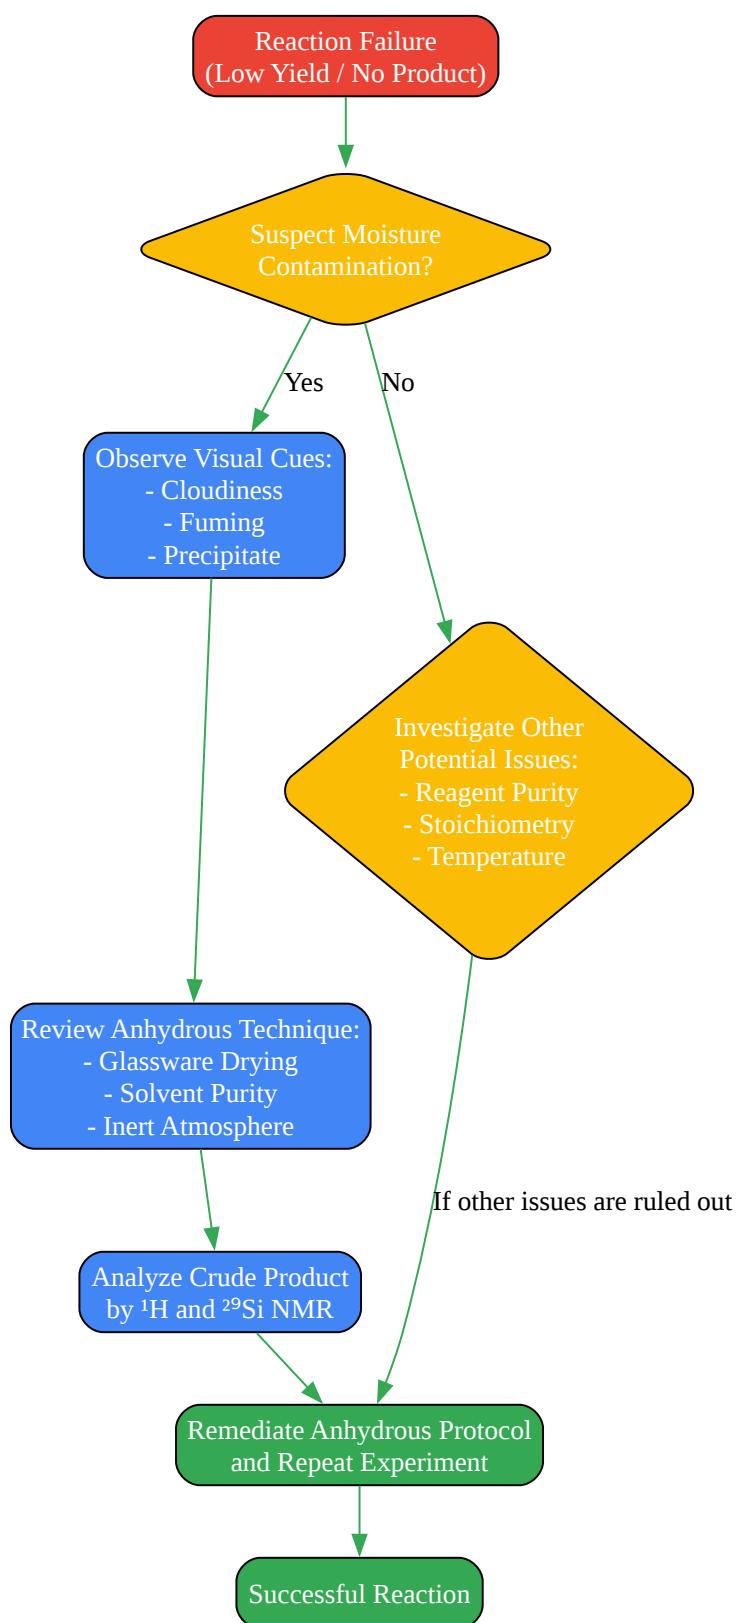 Reaction Failure
(Low Yield / No Product)
Suspect Moisture
Contamination?
Yes
No
Observe Visual Cues:
- Cloudiness
- Fuming
- Precipitate
Investigate Other
Potential Issues:
- Reagent Purity
- Stoichiometry
- Temperature
Review Anhydrous Technique:
- Glassware Drying
- Solvent Purity
- Inert Atmosphere
If other issues are ruled out
Analyze Crude Product
by ¹H and ²⁹Si NMR
Remediate Anhydrous Protocol
and Repeat Experiment
Successful Reaction